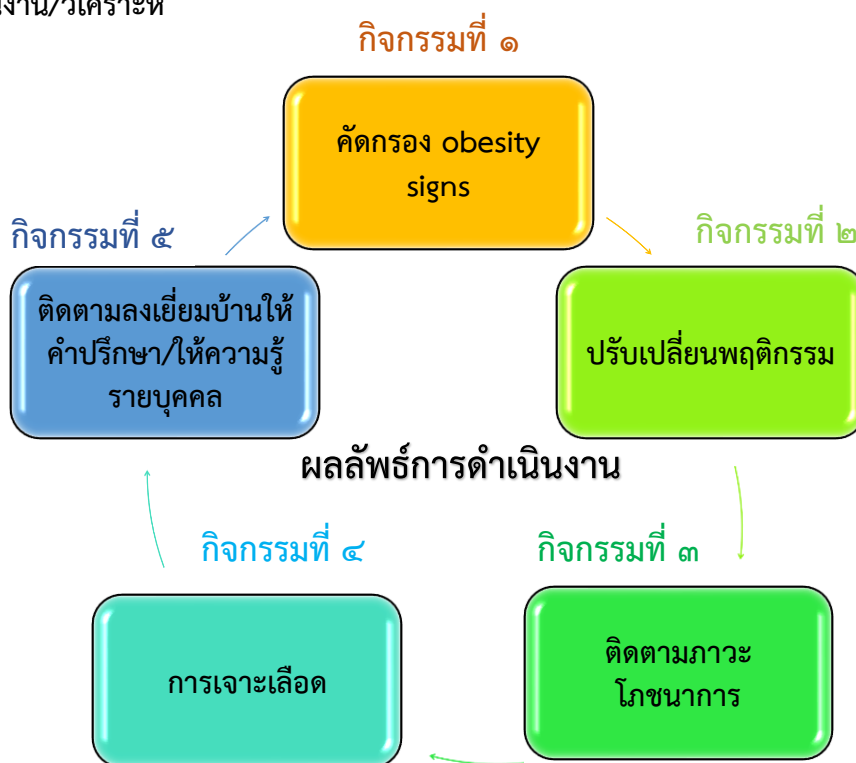 กิจกรรมที่ ๑
คัดกรอง obesity
signs
กิจกรรมที่ ๒
ปรับเปลี่ยนพฤติกรรม
กิจกรรมที่ ๕
ติดตามลงเยี่ยมบ้านให้
คำปรึกษา/ให้ความรู้
รายบุคคล
ผลลัพธ์การดำเนินงาน
กิจกรรมที่ ๔
การเจาะเลือด
กิจกรรมที่ ๓
ติดตามภาวะ
โภชนาการ